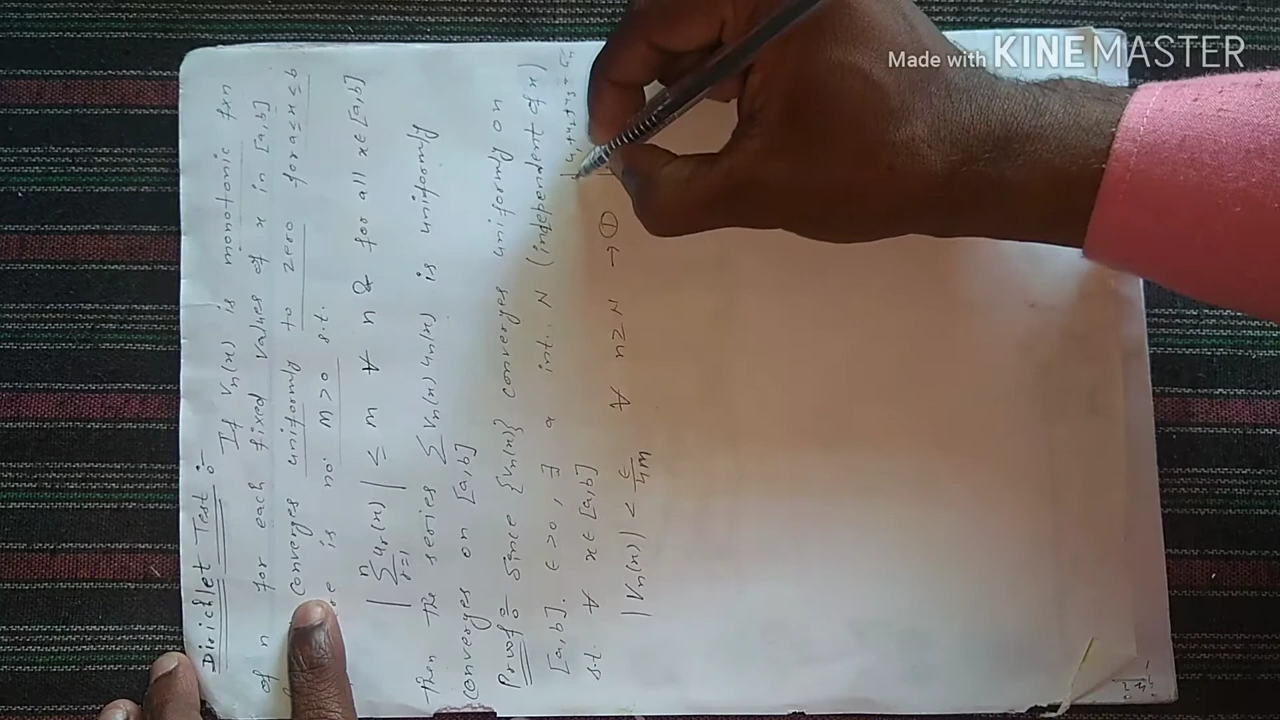 Dirichlet Test :-
If Vn(x) is monotonic fxn
of n for each fixed values of x in [a,b]
converges uniformly to zero for a≤x≤b
is no. M>0 s.t.
| n∑r=1 ur(x) | ≤ m ∀ n & for all x∈[a,b]
then the series ∑Vn(x)un(x) is uniformly
converges on [a,b]
Proof :- Since {Vn(x)} converges uniformly on
[a,b]. ε>0, ∃ a int. N (independent of x)
s.t. ∀ x∈[a,b]
|Vn(x)| < ε/4M ∀ n≥N → ①
Made with KINEMASTER